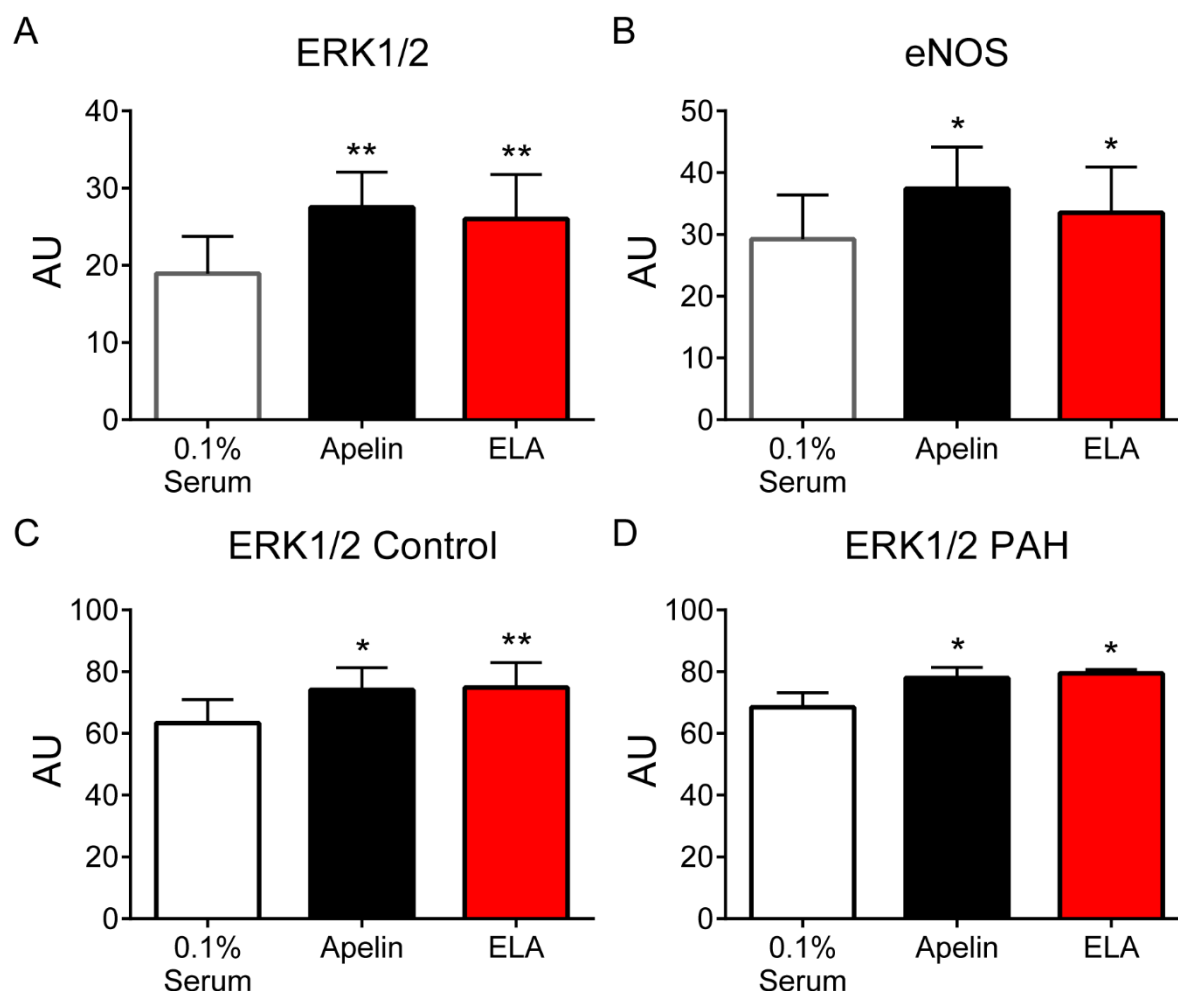 A
ERK1/2
AU
40
30
20
10
0
**
**
0.1%
Serum
Apelin
ELA
B
eNOS
AU
50
40
30
20
10
0
*
*
0.1%
Serum
Apelin
ELA
C
ERK1/2 Control
AU
100
80
60
40
20
0
*
**
0.1%
Serum
Apelin
ELA
D
ERK1/2 PAH
AU
100
80
60
40
20
0
*
*
0.1%
Serum
Apelin
ELA